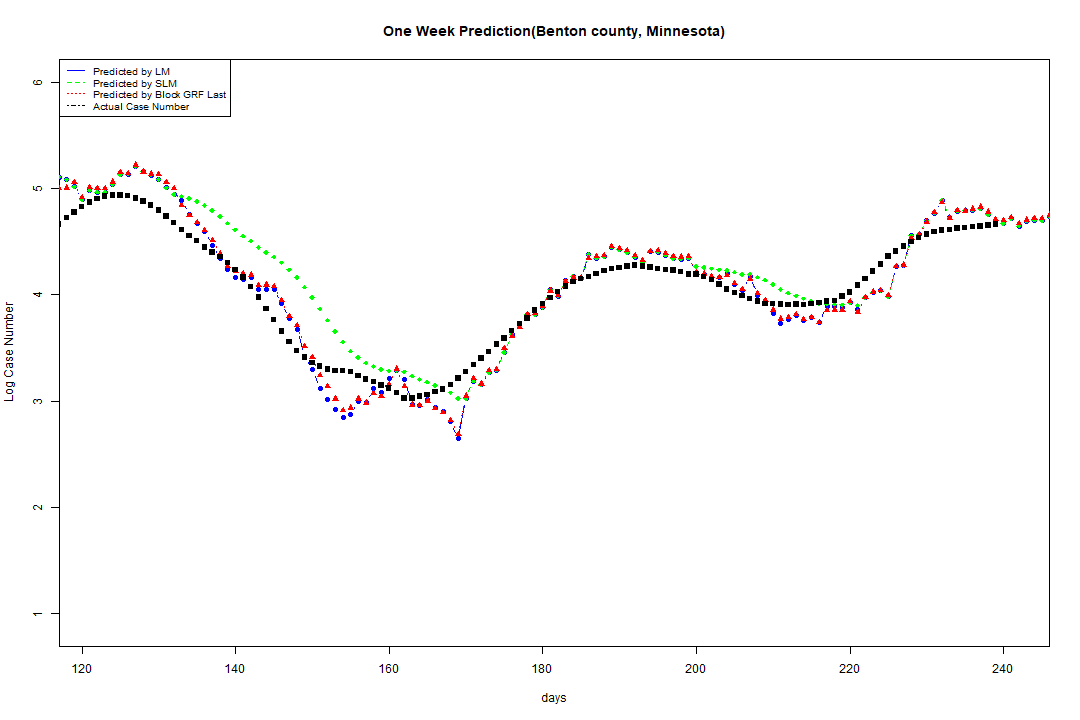 One Week Prediction(Benton county, Minnesota)
Predicted by LM
Predicted by SLM
Predicted by Block GRF Last
Actual Case Number
6
5
4
3
2
1
Log Case Number
120 140 160 180 200 220 240
days